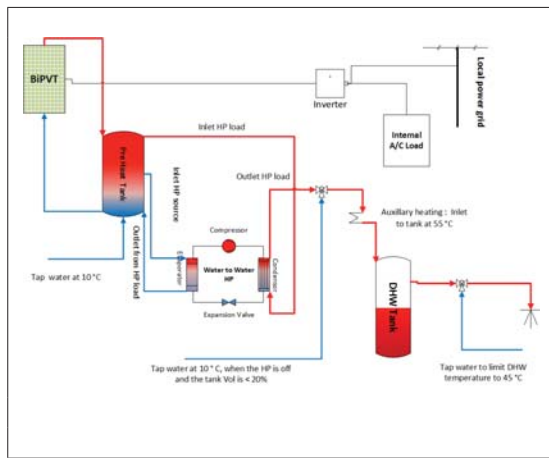 BiPVT
Inverter
Local power grid
Internal
A/C Load
Inlet HP load
Pre Heat Tank
Inlet HP source
Outlet HP load
Auxillary heating : Inlet
to tank at 55 °C
Compressor
Evaporator
Water to Water
HP
Condensor
Expansion Valve
Outlet from HP load
Tap water at 10 °C
DHW Tank
Tap water at 10 ° C, when the HP is off
and the tank Vol is < 20%
Tap water to limit DHW
temperature to 45 °C